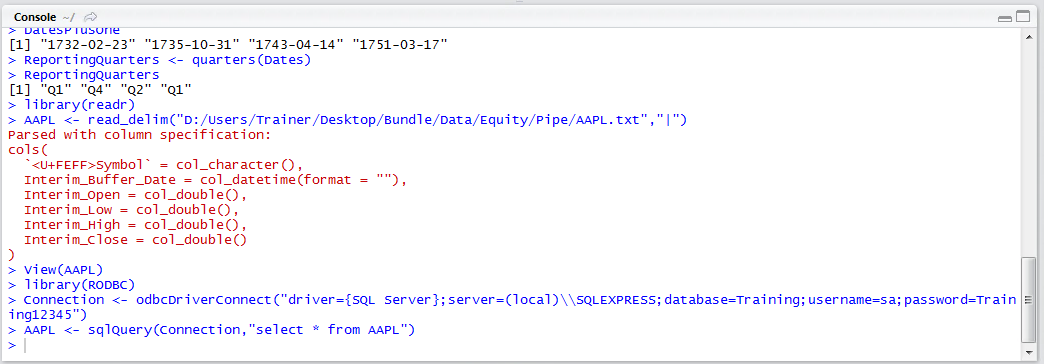 Console ~/
> DatesPlusOne
[1] "1732-02-23" "1735-10-31" "1743-04-14" "1751-03-17"
> ReportingQuarters <- quarters(Dates)
> ReportingQuarters
[1] "Q1" "Q4" "Q2" "Q1"
> library(readr)
> AAPL <- read_delim("D:/Users/Trainer/Desktop/Bundle/Data/Equity/Pipe/AAPL.txt","|")
Parsed with column specification:
cols(
  `<U+FEFF>Symbol` = col_character(),
  Interim_Buffer_Date = col_datetime(format = ""),
  Interim_Open = col_double(),
  Interim_Low = col_double(),
  Interim_High = col_double(),
  Interim_Close = col_double()
)
> View(AAPL)
> library(RODBC)
> Connection <- odbcDriverConnect("driver={SQL Server};server=(local)\\SQLEXPRESS;database=Training;username=sa;password=Train
ing12345")
> AAPL <- sqlQuery(Connection,"select * from AAPL")
>